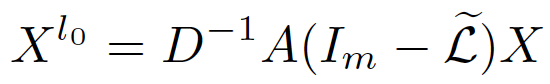 $X^{l_0} = D^{-1} A (I_m - \widetilde{\mathcal{L}}) X$